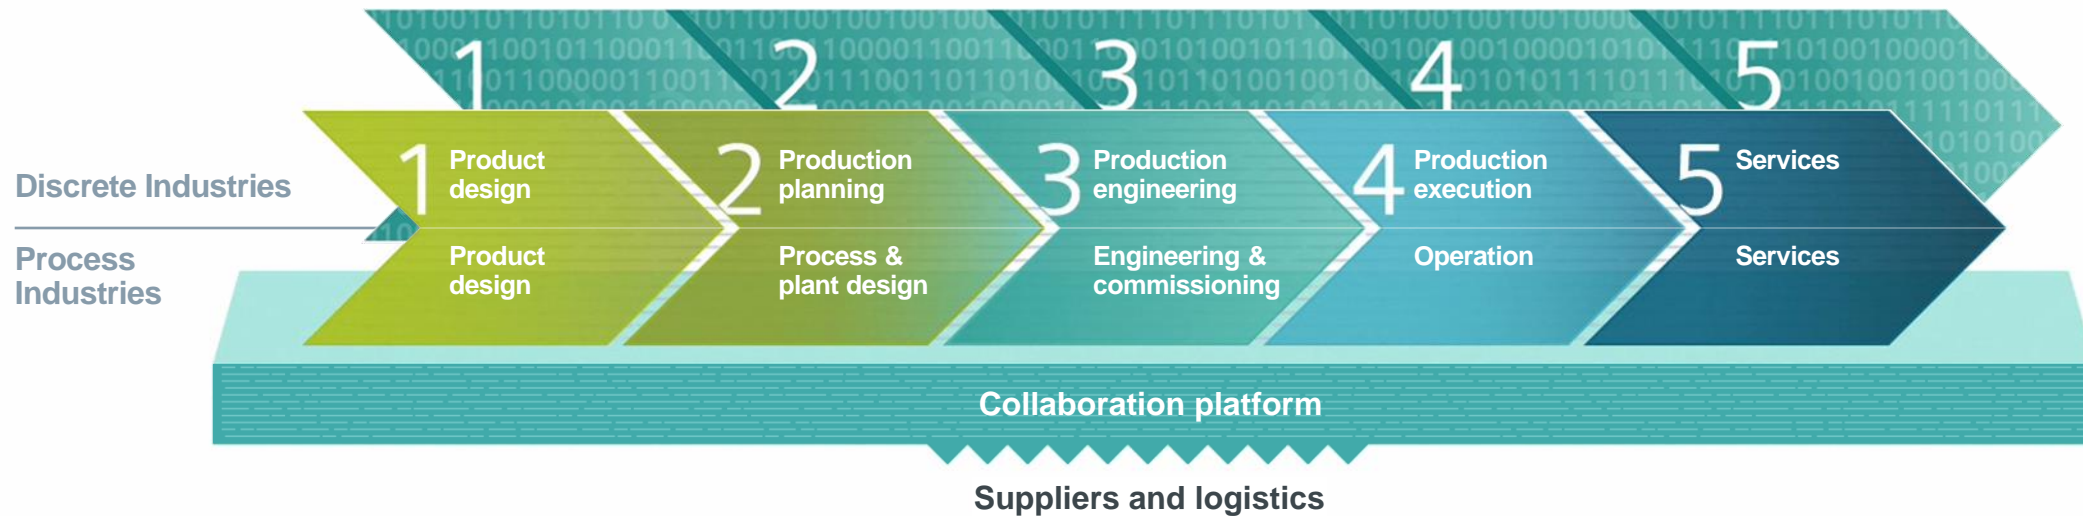 1 2 3 4 5
Discrete Industries
1 Product
design
2 Production
planning
3 Production
engineering
4 Production
execution
5 Services
Process
Industries
Product
design
Process &
plant design
Engineering &
commissioning
Operation
Services
Collaboration platform
Suppliers and logistics